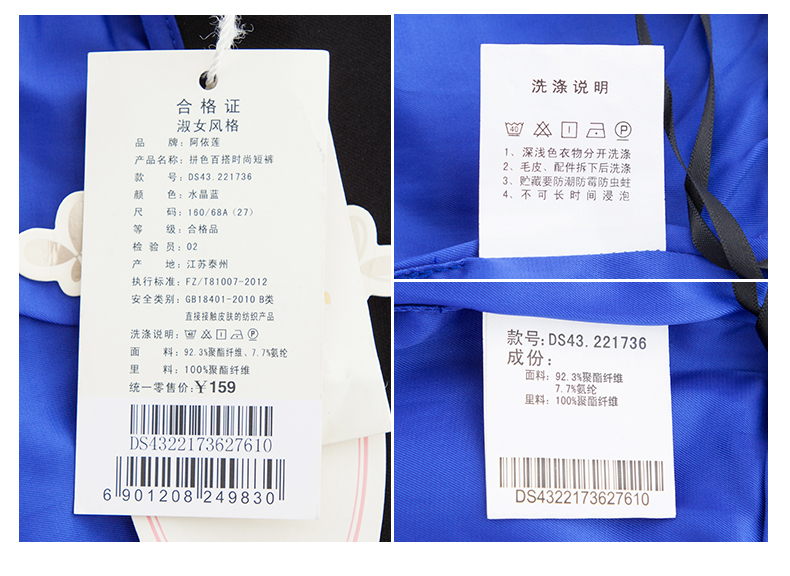 合格证
淑女风格
品 牌：阿依莲
产品名称：拼色百搭时尚短裤
款 号：DS43.221736
颜 色：水晶蓝
尺 码：160/68A（27）
等 级：合格品
检 验 员：02
产 地：江苏泰州
执行标准：FZ/T81007-2012
安全类别：GB18401-2010 B类
直接接触皮肤的纺织产品
洗涤说明：
面 料：92.3%聚酯纤维、7.7%氨纶
里 料：100%聚酯纤维
统一零售价：￥159
DS4322173627610
6 901208 249830
洗涤说明
40 P
1、深浅色衣物分开洗涤
2、毛皮、配件拆下后洗涤
3、贮藏要防潮防霉防虫蛀
4、不可长时间浸泡
款号：DS43.221736
成份：
面料：92.3%聚酯纤维
7.7%氨纶
里料：100%聚酯纤维
DS4322173627610